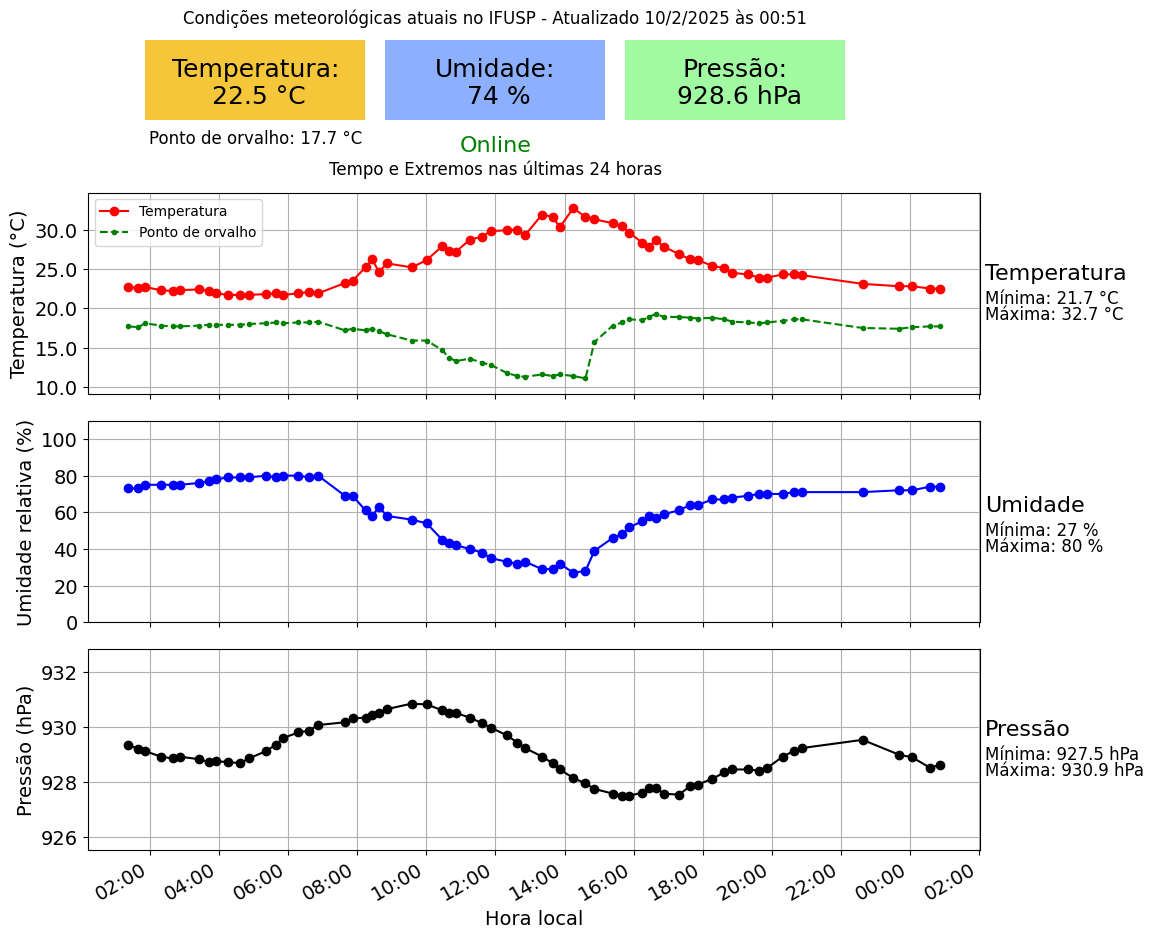 Condições meteorológicas atuais no IFUSP - Atualizado 10/2/2025 às 00:51
Temperatura:
22.5 °C
Umidade:
74 %
Pressão:
928.6 hPa
Ponto de orvalho: 17.7 °C
Online
Tempo e Extremos nas últimas 24 horas
Temperatura (°C)
30.0
25.0
20.0
15.0
10.0
Temperatura
Ponto de orvalho
Temperatura
Mínima: 21.7 °C
Máxima: 32.7 °C
Umidade relativa (%)
100
80
60
40
20
0
Umidade
Mínima: 27 %
Máxima: 80 %
Pressão (hPa)
932
930
928
926
Pressão
Mínima: 927.5 hPa
Máxima: 930.9 hPa
02:00 04:00 06:00 08:00 10:00 12:00 14:00 16:00 18:00 20:00 22:00 00:00 02:00
Hora local